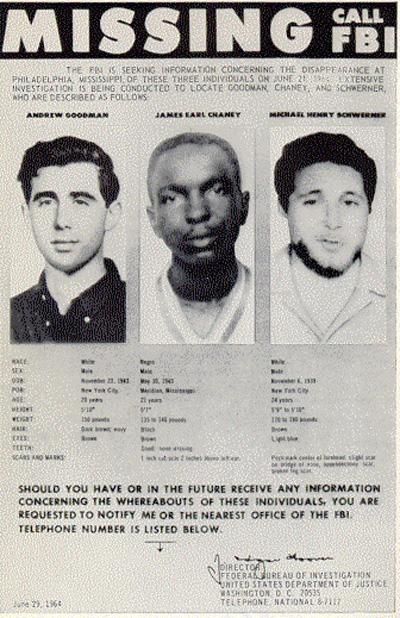 MISSING CALL FBI
THE FBI IS SEEKING INFORMATION CONCERNING THE DISAPPEARANCE AT
PHILADELPHIA, MISSISSIPPI, OF THESE THREE INDIVIDUALS ON JUNE 21, 1964. EXTENSIVE
INVESTIGATION IS BEING CONDUCTED TO LOCATE GOODMAN, CHANEY, AND SCHWERNER,
WHO ARE DESCRIBED AS FOLLOWS:
ANDREW GOODMAN JAMES EARL CHANEY MICHAEL HENRY SCHWERNER
RACE: White Negro White
SEX: Male Male Male
DOB: November 23, 1943 May 30, 1943 November 6, 1939
POB: New York City Meridian, Mississippi New York City
AGE: 20 years 21 years 24 years
HEIGHT: 5'10" 5'7" 5'9" to 5'10"
WEIGHT: 150 pounds 135 to 140 pounds 170 to 180 pounds
HAIR: Dark brown; wavy Black Brown
EYES: Brown Brown Light blue
TEETH: Good: none missing
SCARS AND MARKS: 1 inch cut scar 2 inches above left ear. Pock mark center of forehead, slight scar
on bridge of nose, appendectomy scar,
broken leg scar.
SHOULD YOU HAVE OR IN THE FUTURE RECEIVE ANY INFORMATION
CONCERNING THE WHEREABOUTS OF THESE INDIVIDUALS, YOU ARE
REQUESTED TO NOTIFY ME OR THE NEAREST OFFICE OF THE FBI.
TELEPHONE NUMBER IS LISTED BELOW.
DIRECTOR
FEDERAL BUREAU OF INVESTIGATION
UNITED STATES DEPARTMENT OF JUSTICE
WASHINGTON, D. C. 20535
TELEPHONE, NATIONAL 8-7117
June 29, 1964